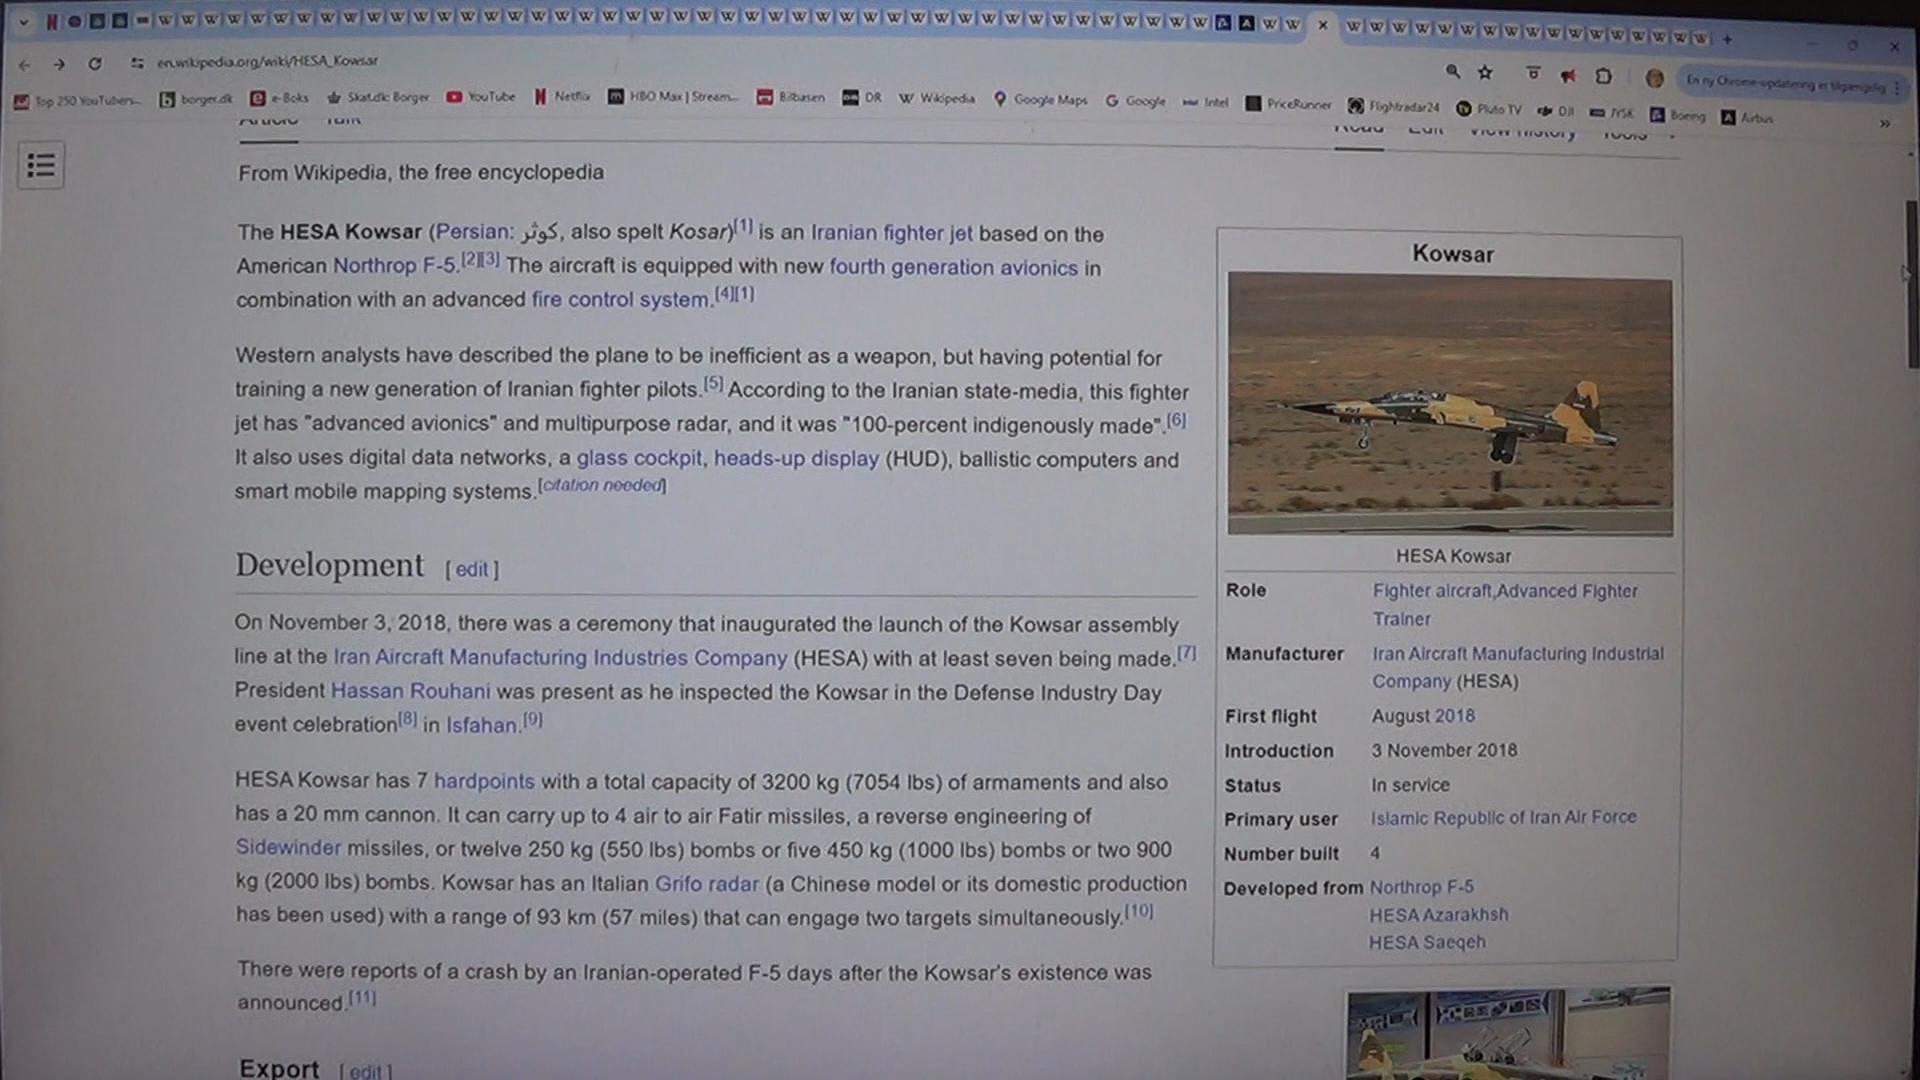 en.wikipedia.org/wiki/HESA_Kowsar
En ny Chrome-opdatering er tilgængelig
Top 250 YouTubers...
borger.dk
e-Boks
Skat.dk: Borger
YouTube
Netflix
HBO Max | Stream...
Bilbasen
DR
Wikipedia
Google Maps
Google
Intel
PriceRunner
Flightradar24
Pluto TV
DJI
JYSK
Boeing
Airbus
Article Talk
Read Edit View history Tools
From Wikipedia, the free encyclopedia
The HESA Kowsar (Persian: کوثر, also spelt Kosar)[1] is an Iranian fighter jet based on the
American Northrop F-5.[2][3] The aircraft is equipped with new fourth generation avionics in
combination with an advanced fire control system.[4][1]
Western analysts have described the plane to be inefficient as a weapon, but having potential for
training a new generation of Iranian fighter pilots.[5] According to the Iranian state-media, this fighter
jet has "advanced avionics" and multipurpose radar, and it was "100-percent indigenously made".[6]
It also uses digital data networks, a glass cockpit, heads-up display (HUD), ballistic computers and
smart mobile mapping systems.[citation needed]
Development [ edit ]
On November 3, 2018, there was a ceremony that inaugurated the launch of the Kowsar assembly
line at the Iran Aircraft Manufacturing Industries Company (HESA) with at least seven being made.[7]
President Hassan Rouhani was present as he inspected the Kowsar in the Defense Industry Day
event celebration[8] in Isfahan.[9]
HESA Kowsar has 7 hardpoints with a total capacity of 3200 kg (7054 lbs) of armaments and also
has a 20 mm cannon. It can carry up to 4 air to air Fatir missiles, a reverse engineering of
Sidewinder missiles, or twelve 250 kg (550 lbs) bombs or five 450 kg (1000 lbs) bombs or two 900
kg (2000 lbs) bombs. Kowsar has an Italian Grifo radar (a Chinese model or its domestic production
has been used) with a range of 93 km (57 miles) that can engage two targets simultaneously.[10]
There were reports of a crash by an Iranian-operated F-5 days after the Kowsar's existence was
announced.[11]
Export [ edit ]
Kowsar
HESA Kowsar
Role Fighter aircraft,Advanced Fighter
Trainer
Manufacturer Iran Aircraft Manufacturing Industrial
Company (HESA)
First flight August 2018
Introduction 3 November 2018
Status In service
Primary user Islamic Republic of Iran Air Force
Number built 4
Developed from Northrop F-5
HESA Azarakhsh
HESA Saeqeh